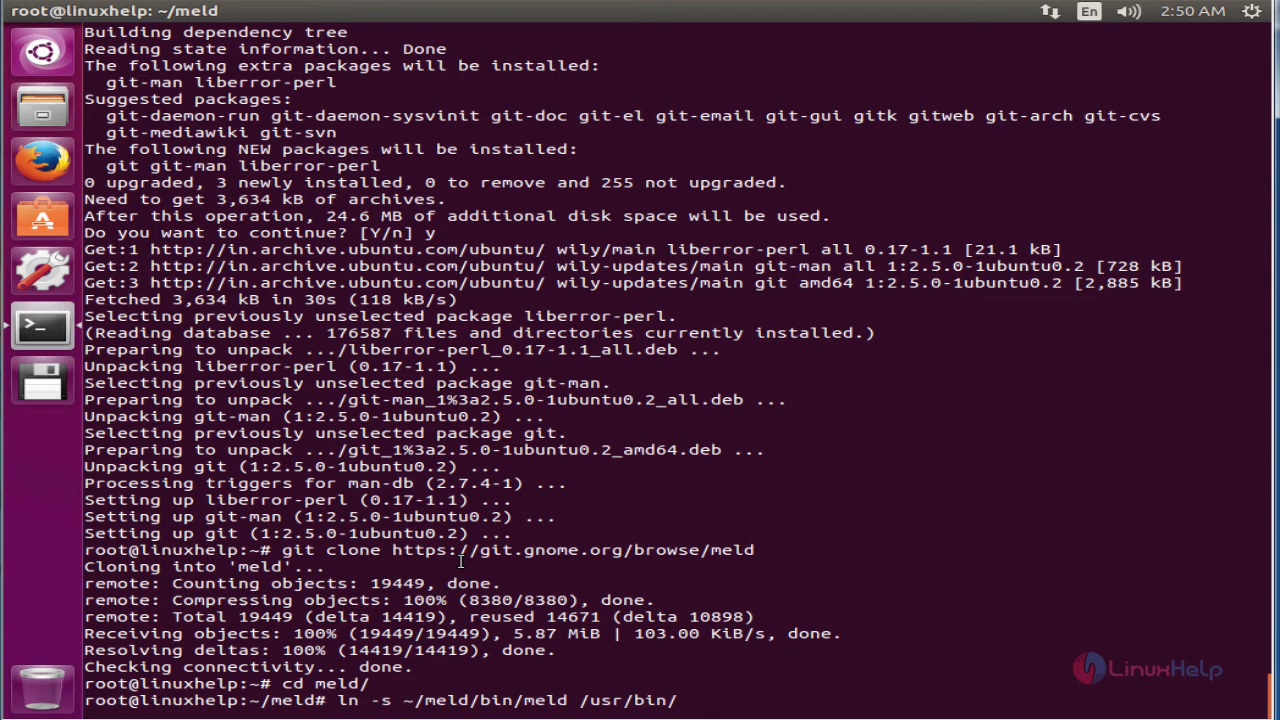 root@linuxhelp: ~/meld
En
2:50 AM
Building dependency tree
Reading state information... Done
The following extra packages will be installed:
  git-man liberror-perl
Suggested packages:
  git-daemon-run git-daemon-sysvinit git-doc git-el git-email git-gui gitk gitweb git-arch git-cvs
  git-mediawiki git-svn
The following NEW packages will be installed:
  git git-man liberror-perl
0 upgraded, 3 newly installed, 0 to remove and 255 not upgraded.
Need to get 3,634 kB of archives.
After this operation, 24.6 MB of additional disk space will be used.
Do you want to continue? [Y/n] y
Get:1 http://in.archive.ubuntu.com/ubuntu/ wily/main liberror-perl all 0.17-1.1 [21.1 kB]
Get:2 http://in.archive.ubuntu.com/ubuntu/ wily-updates/main git-man all 1:2.5.0-1ubuntu0.2 [728 kB]
Get:3 http://in.archive.ubuntu.com/ubuntu/ wily-updates/main git amd64 1:2.5.0-1ubuntu0.2 [2,885 kB]
Fetched 3,634 kB in 30s (118 kB/s)
Selecting previously unselected package liberror-perl.
(Reading database ... 176587 files and directories currently installed.)
Preparing to unpack .../liberror-perl_0.17-1.1_all.deb ...
Unpacking liberror-perl (0.17-1.1) ...
Selecting previously unselected package git-man.
Preparing to unpack .../git-man_1%3a2.5.0-1ubuntu0.2_all.deb ...
Unpacking git-man (1:2.5.0-1ubuntu0.2) ...
Selecting previously unselected package git.
Preparing to unpack .../git_1%3a2.5.0-1ubuntu0.2_amd64.deb ...
Unpacking git (1:2.5.0-1ubuntu0.2) ...
Processing triggers for man-db (2.7.4-1) ...
Setting up liberror-perl (0.17-1.1) ...
Setting up git-man (1:2.5.0-1ubuntu0.2) ...
Setting up git (1:2.5.0-1ubuntu0.2) ...
root@linuxhelp:~# git clone https://git.gnome.org/browse/meld
Cloning into 'meld'...
remote: Counting objects: 19449, done.
remote: Compressing objects: 100% (8380/8380), done.
remote: Total 19449 (delta 14419), reused 14671 (delta 10898)
Receiving objects: 100% (19449/19449), 5.87 MiB | 103.00 KiB/s, done.
Resolving deltas: 100% (14419/14419), done.
Checking connectivity... done.
root@linuxhelp:~# cd meld/
root@linuxhelp:~/meld# ln -s ~/meld/bin/meld /usr/bin/
LinuxHelp